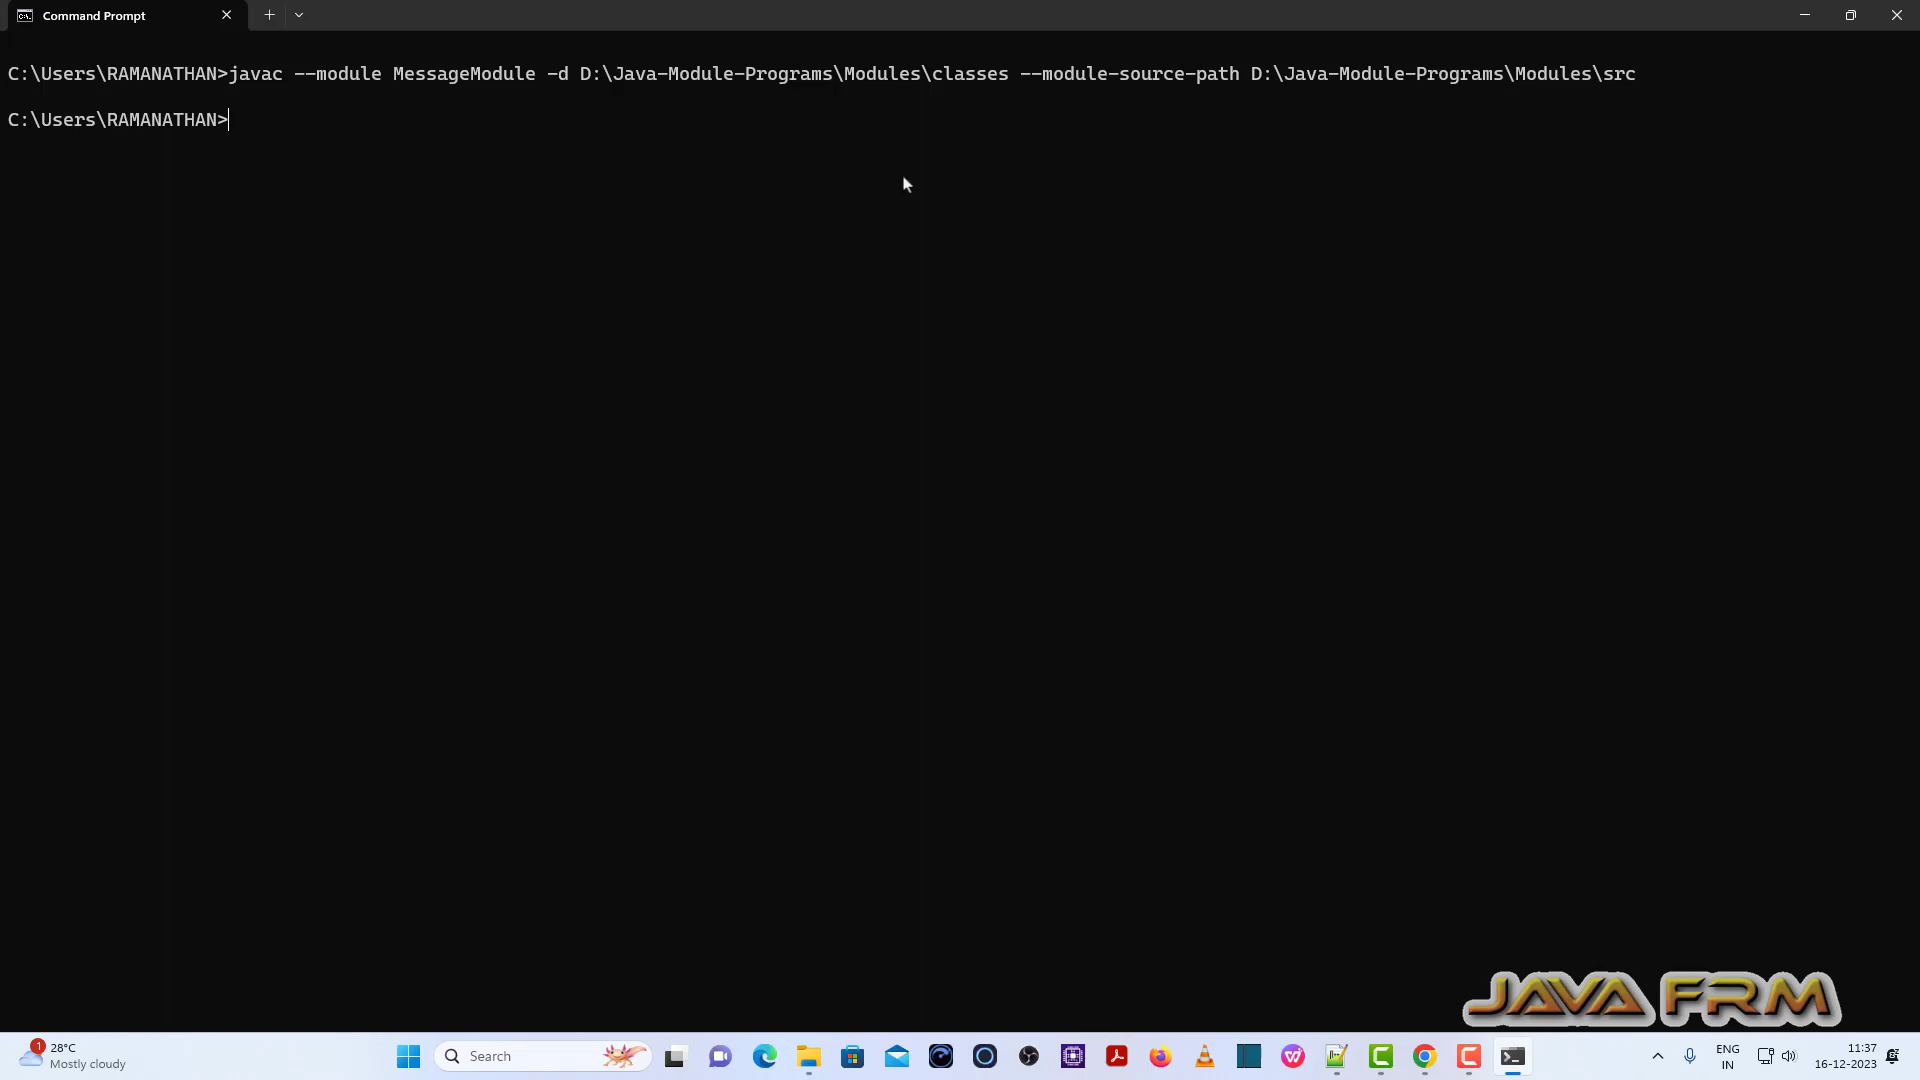 Command Prompt
C:\Users\RAMANATHAN>javac --module MessageModule -d D:\Java-Module-Programs\Modules\classes --module-source-path D:\Java-Module-Programs\Modules\src
C:\Users\RAMANATHAN>
JAVA FRM
1
28°C
Mostly cloudy
Search
ENG
IN
11:37
16-12-2023